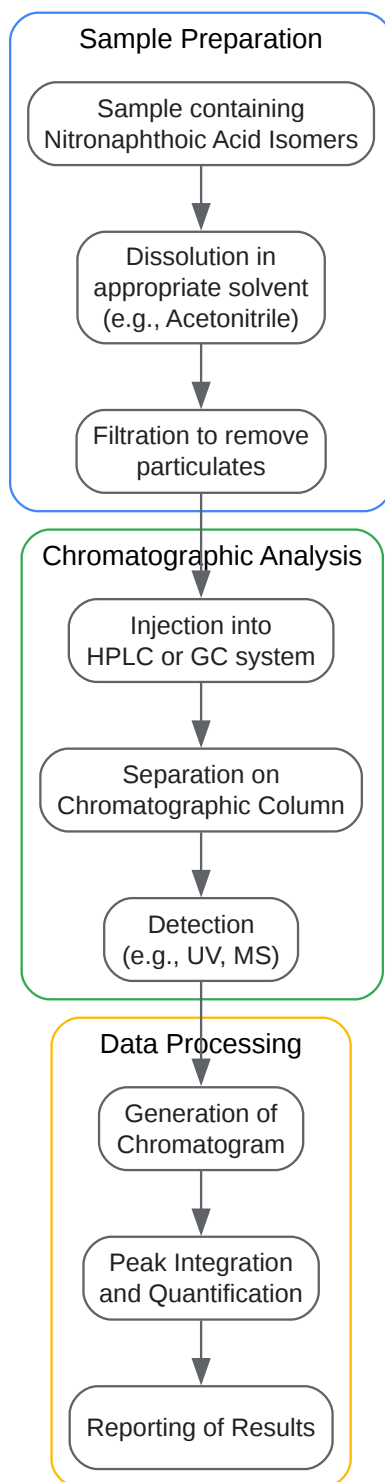 Sample Preparation
Sample containing
Nitronaphthoic Acid Isomers
Dissolution in
appropriate solvent
(e.g., Acetonitrile)
Filtration to remove
particulates
Chromatographic Analysis
Injection into
HPLC or GC system
Separation on
Chromatographic Column
Detection
(e.g., UV, MS)
Data Processing
Generation of
Chromatogram
Peak Integration
and Quantification
Reporting of Results